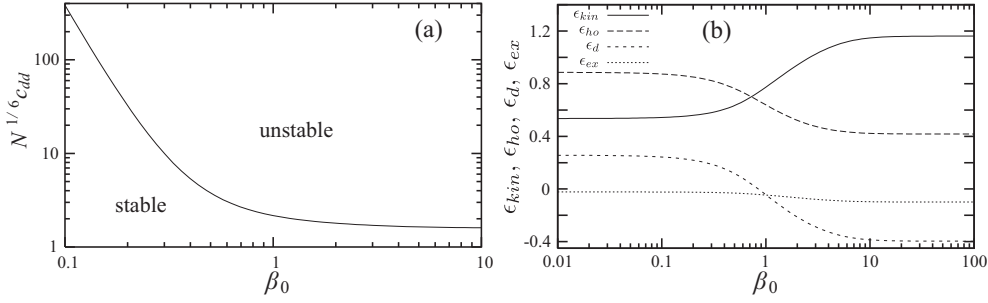 (a)
100
10
1
N^{1/6} c_{dd}
unstable
stable
0.1 1 10
β_0
(b)
ϵ_{kin}
ϵ_{ho}
ϵ_d
ϵ_{ex}
1.2
0.8
0.4
0
-0.4
ϵ_{kin}, ϵ_{ho}, ϵ_d, ϵ_{ex}
0.01 0.1 1 10 100
β_0